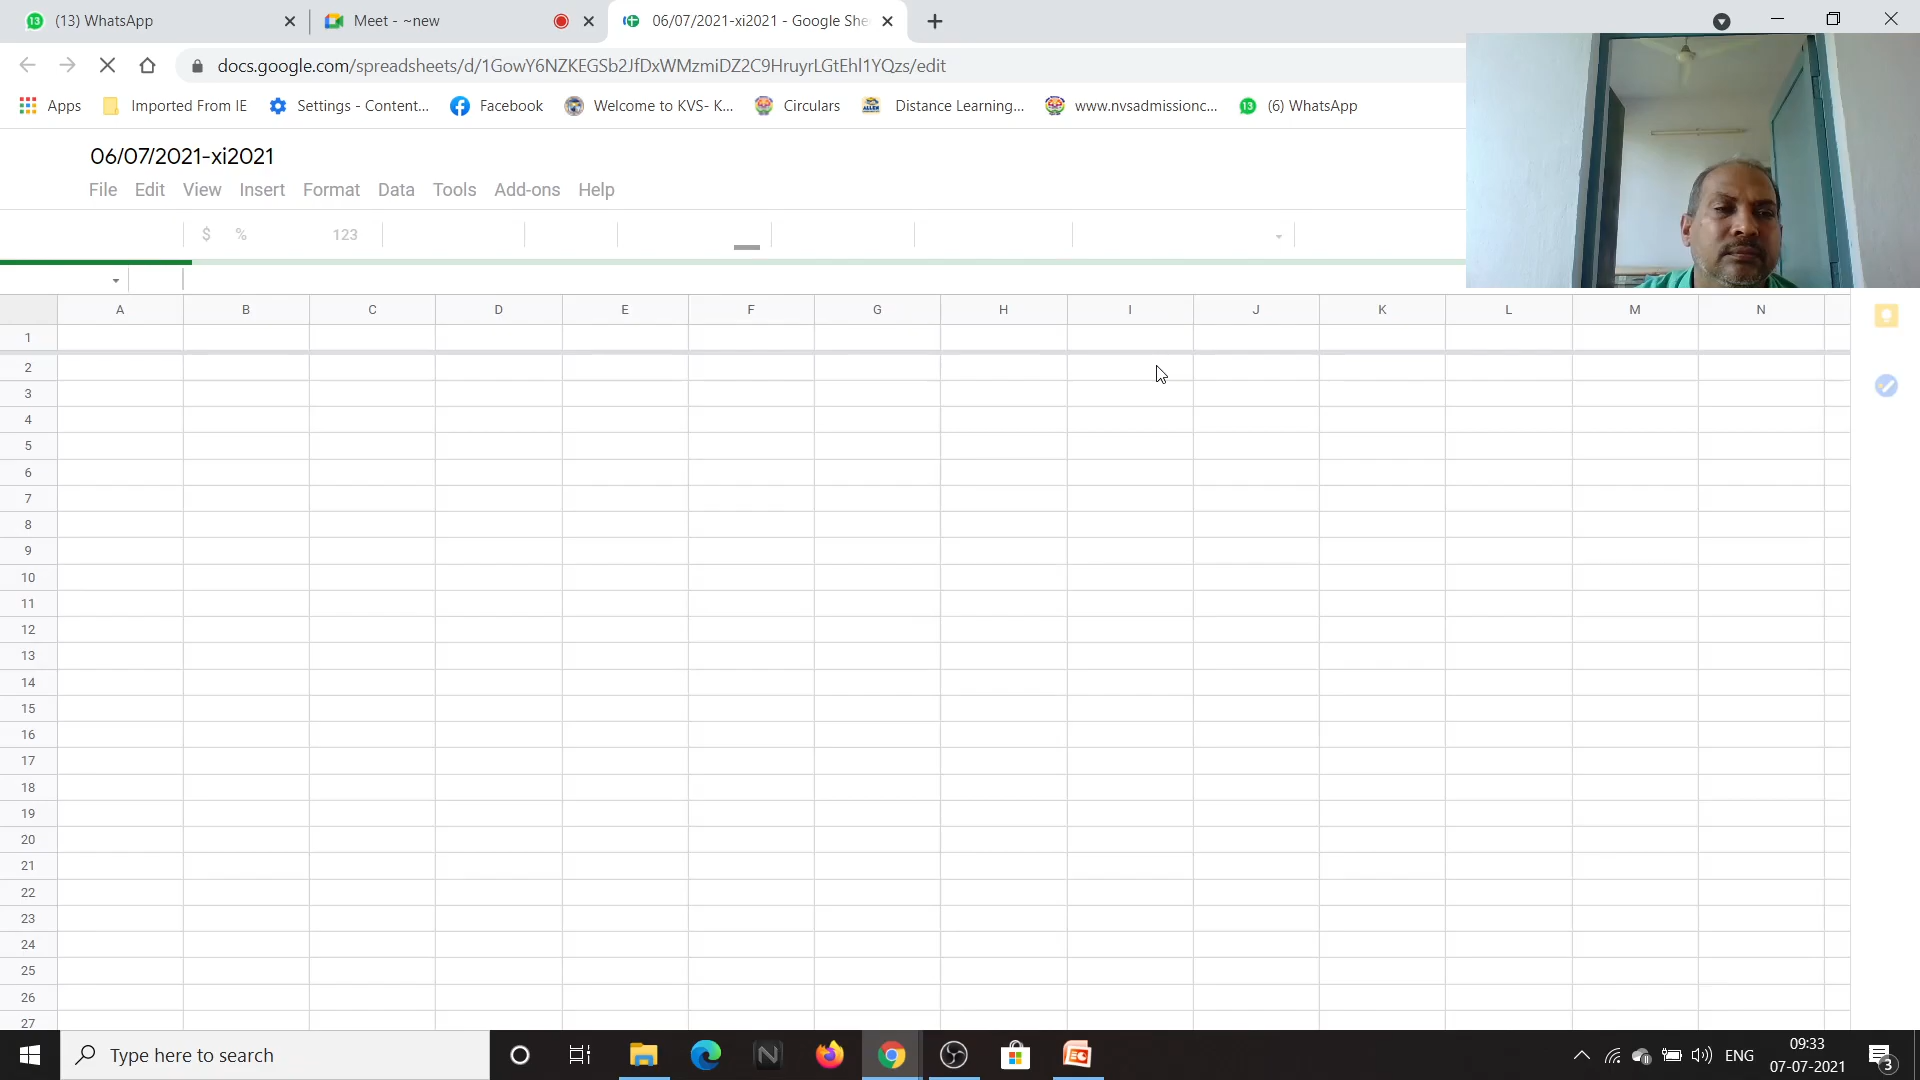 (13) WhatsApp
Meet - ~new
06/07/2021-xi2021 - Google She
docs.google.com/spreadsheets/d/1GowY6NZKEGSb2JfDxWMzmiDZ2C9HruyrLGtEhl1YQzs/edit
Apps
Imported From IE
Settings - Content...
Facebook
Welcome to KVS- K...
Circulars
Distance Learning...
www.nvsadmissionc...
13
(6) WhatsApp
06/07/2021-xi2021
File Edit View Insert Format Data Tools Add-ons Help
$ % 123
A B C D E F G H I J K L M N
1
2
3
4
5
6
7
8
9
10
11
12
13
14
15
16
17
18
19
20
21
22
23
24
25
26
27
Type here to search
ENG
09:33
07-07-2021
3